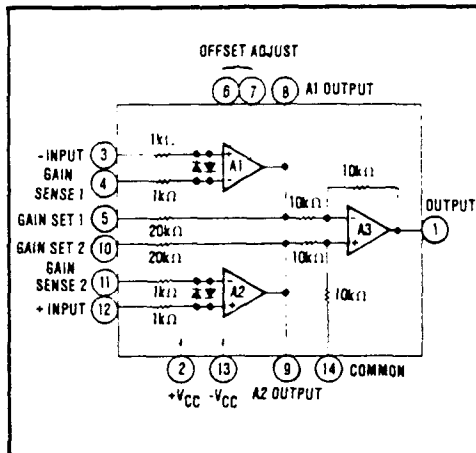 OFFSET ADJUST
6 7 8 A1 OUTPUT
1kΩ
-INPUT 3
A1
10kΩ
GAIN SENSE 1 4
1kΩ
OUTPUT
GAIN SET 1 5
20kΩ
10kΩ
A3
1
GAIN SET 2 10
20kΩ
10kΩ
GAIN SENSE 2 11
1kΩ
A2
10kΩ
+INPUT 12
1kΩ
2 13 9 14 COMMON
+VCC -VCC A2 OUTPUT